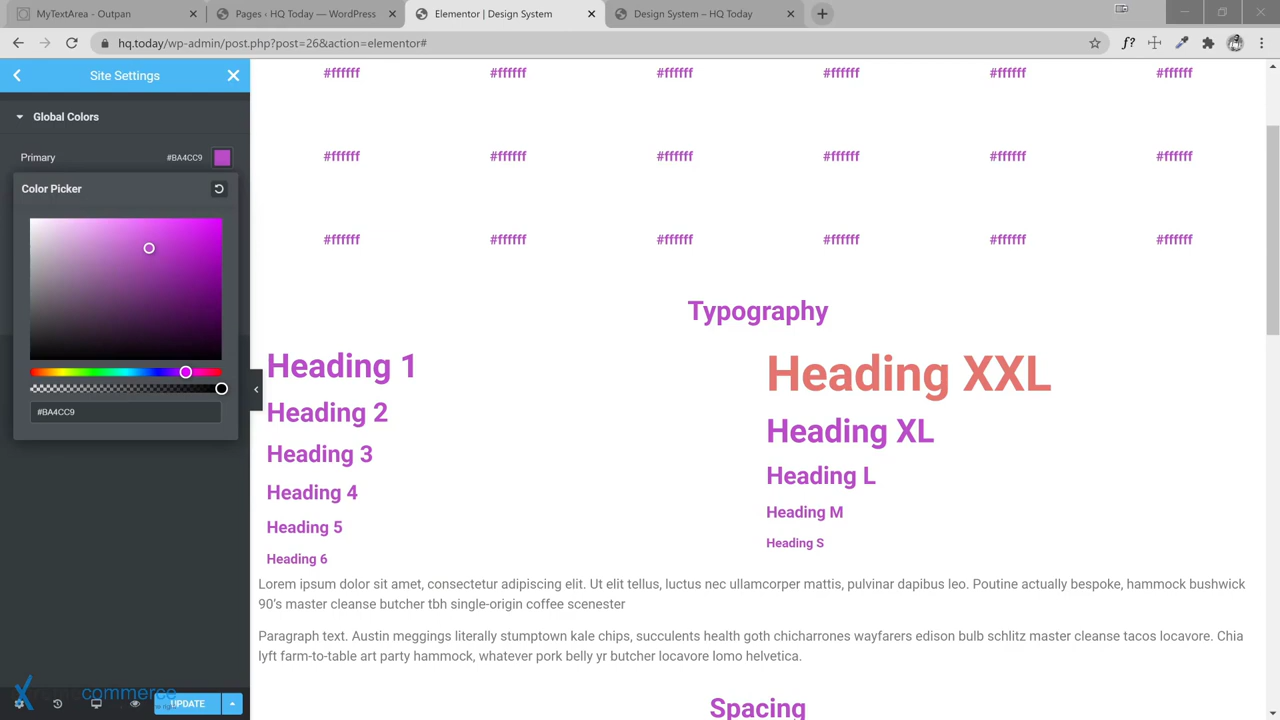 MyTextArea - Outpan
Pages ‹ HQ Today — WordPress
Elementor | Design System
Design System – HQ Today
hq.today/wp-admin/post.php?post=26&action=elementor#
f?
Site Settings
Global Colors
Primary #BA4CC9
Color Picker
#BA4CC9
#ffffff #ffffff #ffffff #ffffff #ffffff #ffffff
#ffffff #ffffff #ffffff #ffffff #ffffff #ffffff
#ffffff #ffffff #ffffff #ffffff #ffffff #ffffff
Typography
Heading 1
Heading 2
Heading 3
Heading 4
Heading 5
Heading 6
Heading XXL
Heading XL
Heading L
Heading M
Heading S
Lorem ipsum dolor sit amet, consectetur adipiscing elit. Ut elit tellus, luctus nec ullamcorper mattis, pulvinar dapibus leo. Poutine actually bespoke, hammock bushwick
90's master cleanse butcher tbh single-origin coffee scenester
Paragraph text. Austin meggings literally stumptown kale chips, succulents health goth chicharrones wayfarers edison bulb schlitz master cleanse tacos locavore. Chia
lyft farm-to-table art party hammock, whatever pork belly yr butcher locavore lomo helvetica.
Spacing
commerce
UPDATE